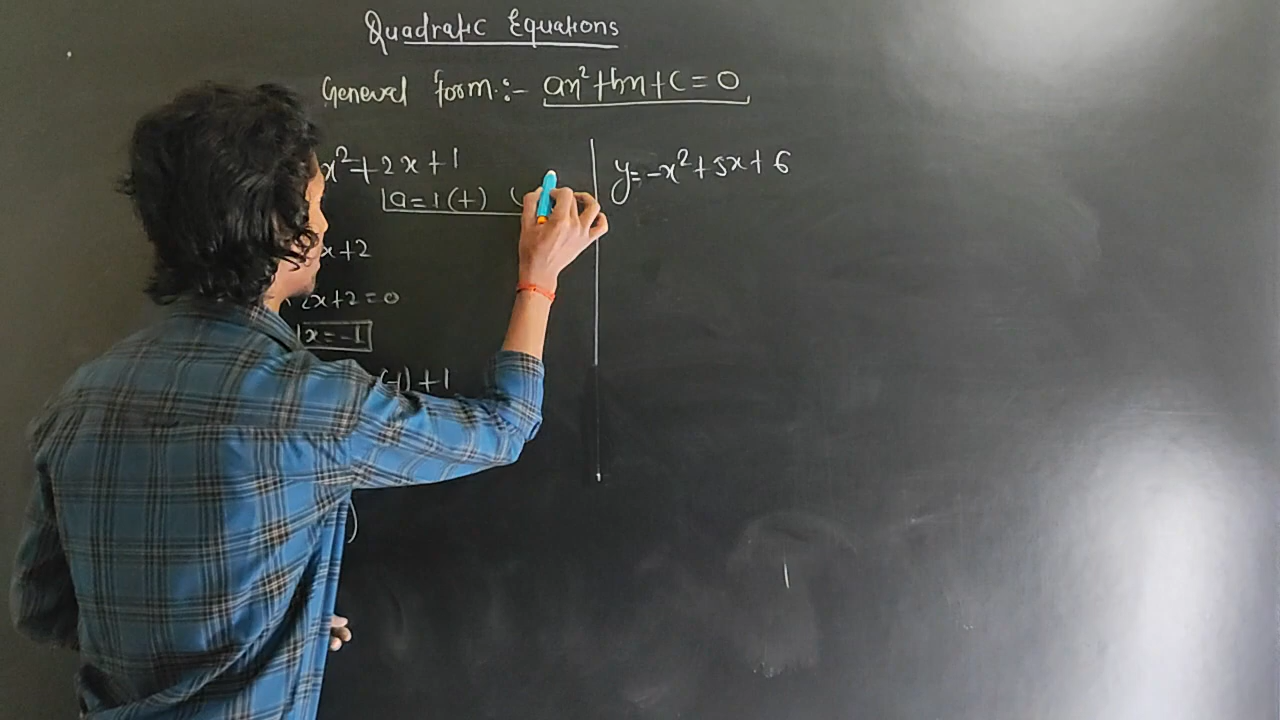 Quadratic Equations
General form :- ax²+bx+c=0
x²+2x+1
a=1(+)
x+2
2x+2=0
x=-1
(-1)+1
y=-x²+5x+6